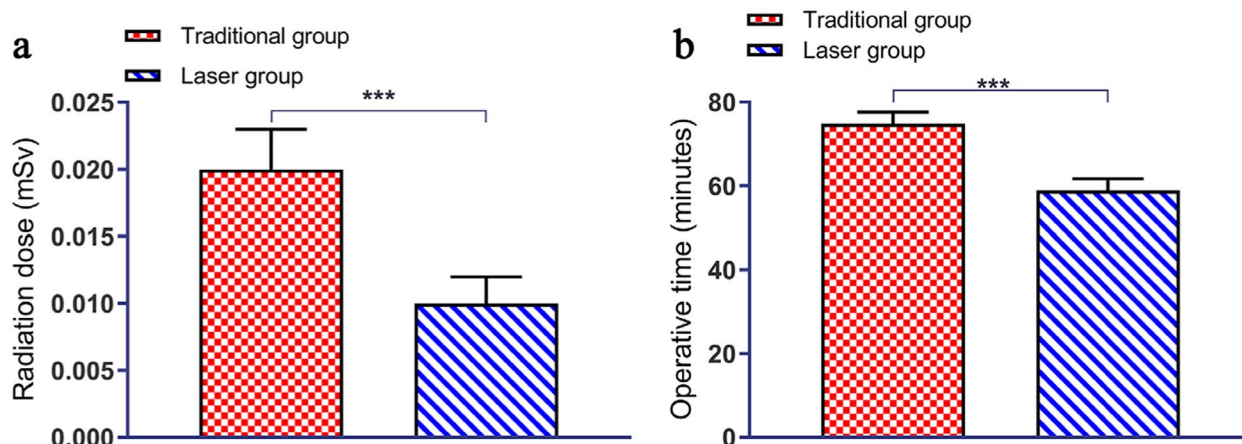 a
Traditional group
Laser group
***
Radiation dose (mSv)
0.025
0.020
0.015
0.010
0.005
0.000
b
Traditional group
Laser group
***
Operative time (minutes)
80
60
40
20
0